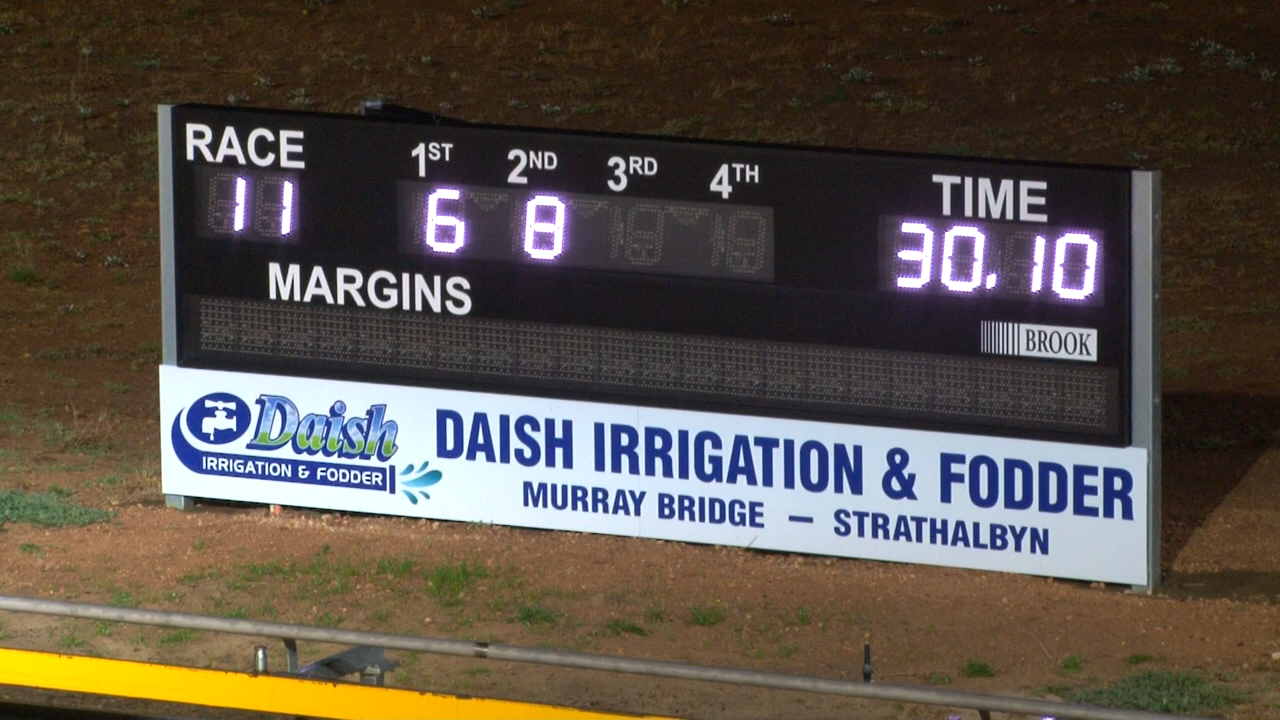 RACE 1ST 2ND 3RD 4TH TIME
11 6 8 30.10
MARGINS
BROOK
Daish
IRRIGATION & FODDER
DAISH IRRIGATION & FODDER
MURRAY BRIDGE — STRATHALBYN